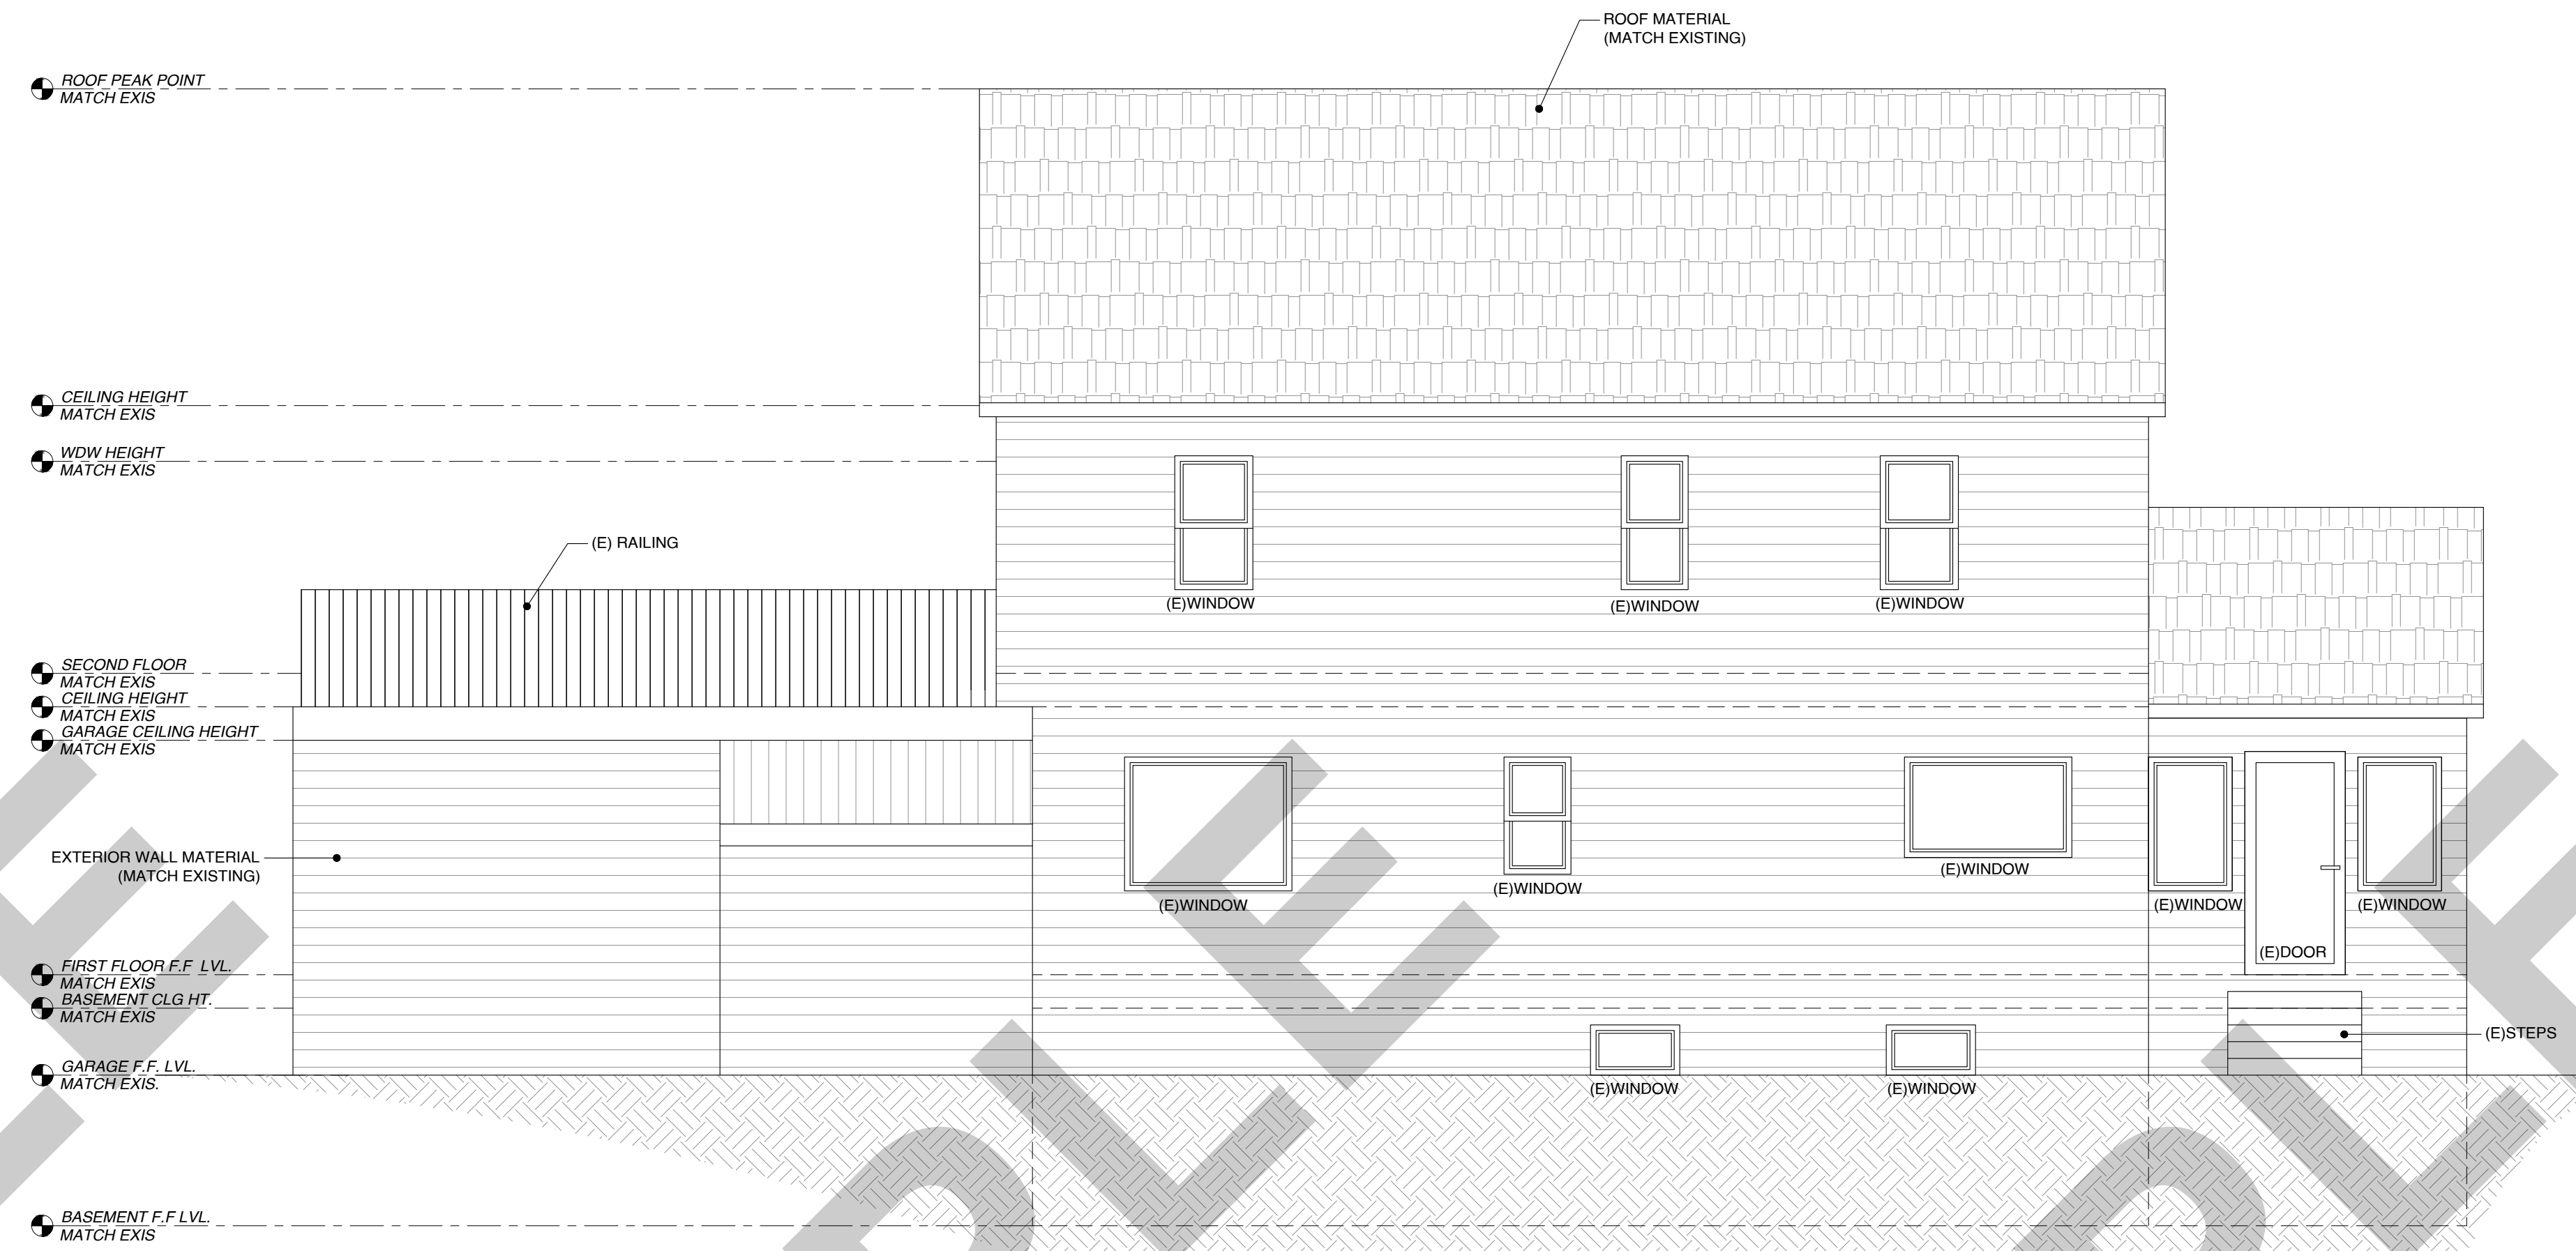 ROOF MATERIAL
(MATCH EXISTING)
ROOF PEAK POINT
MATCH EXIS
CEILING HEIGHT
MATCH EXIS
WDW HEIGHT
MATCH EXIS
(E) RAILING
(E)WINDOW
(E)WINDOW
(E)WINDOW
SECOND FLOOR
MATCH EXIS
CEILING HEIGHT
MATCH EXIS
GARAGE CEILING HEIGHT
MATCH EXIS
EXTERIOR WALL MATERIAL
(MATCH EXISTING)
(E)WINDOW
(E)WINDOW
(E)WINDOW
(E)WINDOW
(E)WINDOW
(E)DOOR
FIRST FLOOR F.F LVL.
MATCH EXIS
BASEMENT CLG HT.
MATCH EXIS
(E)STEPS
GARAGE F.F. LVL.
MATCH EXIS.
(E)WINDOW
(E)WINDOW
BASEMENT F.F LVL.
MATCH EXIS
E
PLE
PLE